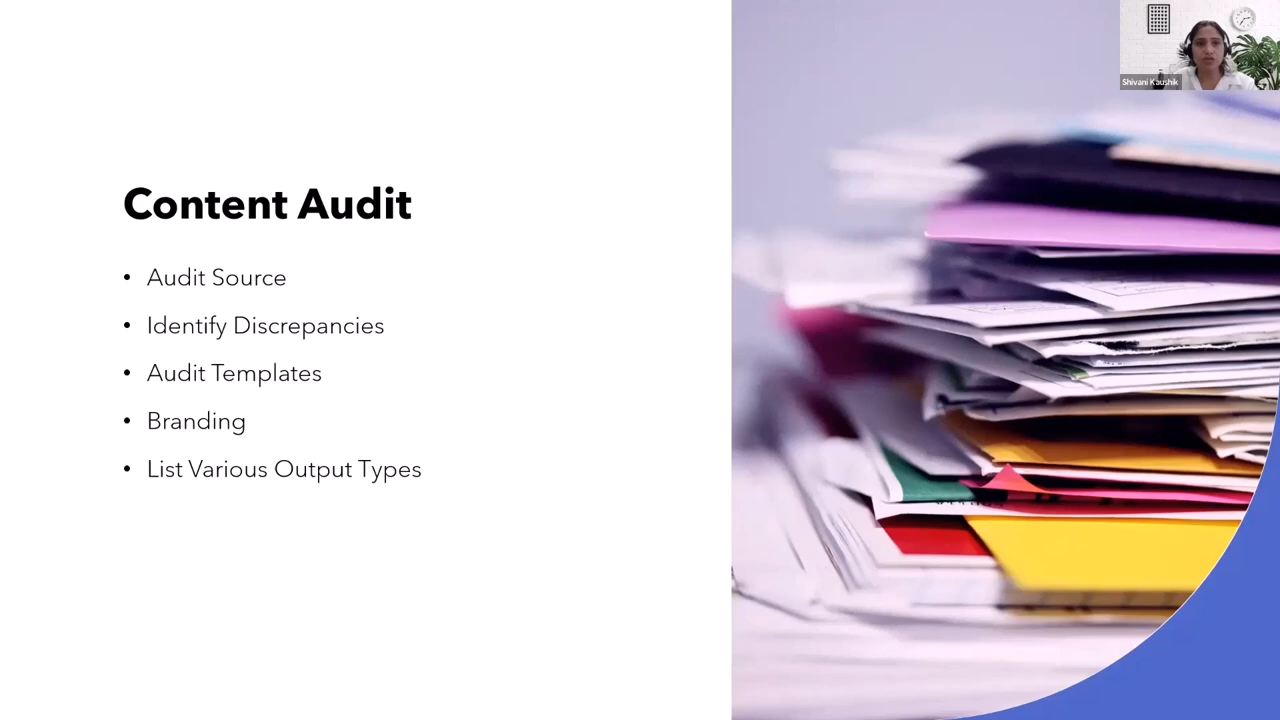 Shivani Kaushik
Content Audit
• Audit Source
• Identify Discrepancies
• Audit Templates
• Branding
• List Various Output Types